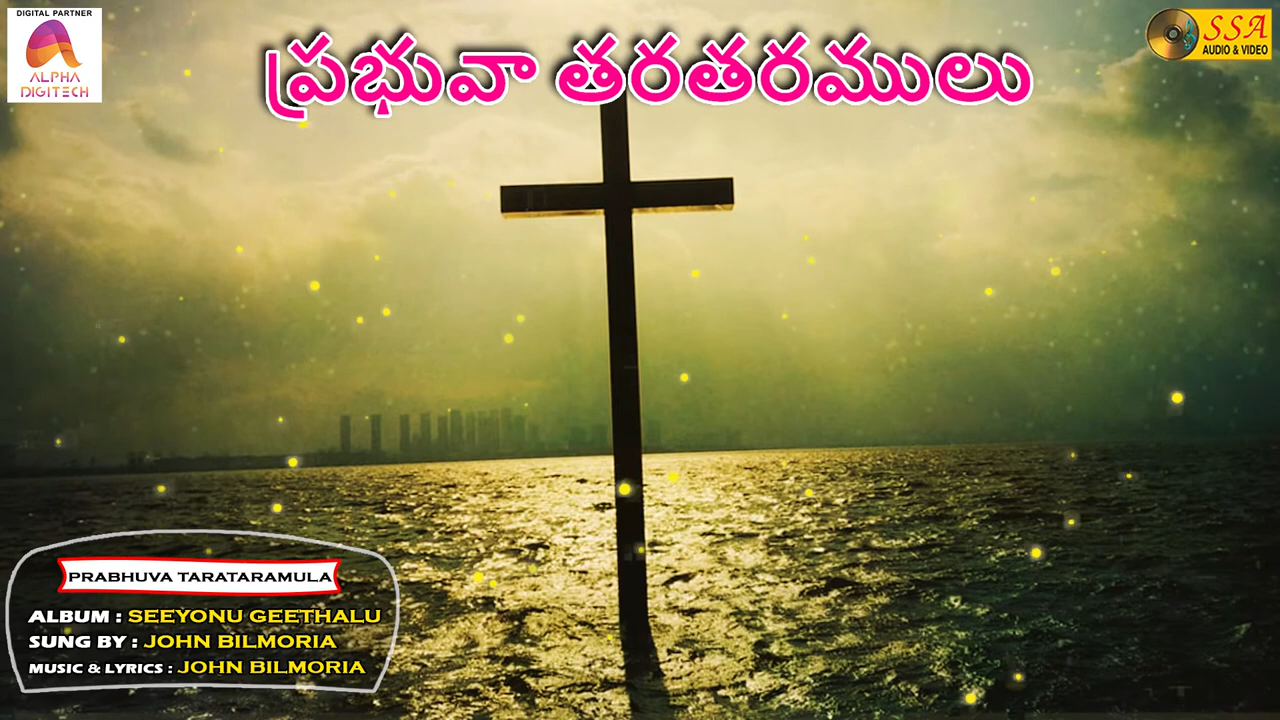 DIGITAL PARTNER
ALPHA
DIGITECH
ప్రభువా తరతరములు
SSA
AUDIO & VIDEO
PRABHUVA TARATARAMULA
ALBUM : SEEYONU GEETHALU
SUNG BY : JOHN BILMORIA
MUSIC & LYRICS : JOHN BILMORIA